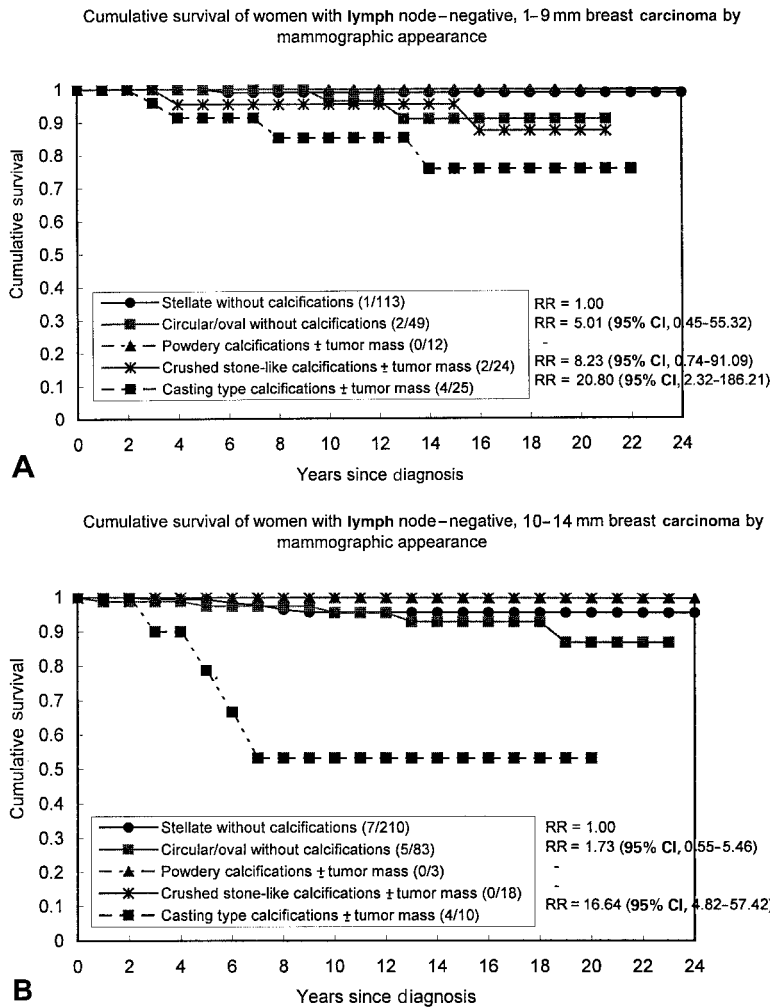 Cumulative survival of women with lymph node–negative, 1–9 mm breast carcinoma by
mammographic appearance
1
0.9
0.8
0.7
0.6
0.5
0.4
0.3
0.2
0.1
0
Cumulative survival
Stellate without calcifications (1/113)
Circular/oval without calcifications (2/49)
Powdery calcifications ± tumor mass (0/12)
Crushed stone-like calcifications ± tumor mass (2/24)
Casting type calcifications ± tumor mass (4/25)
RR = 1.00
RR = 5.01 (95% CI, 0.45–55.32)
-
RR = 8.23 (95% CI, 0.74–91.09)
RR = 20.80 (95% CI, 2.32–186.21)
0 2 4 6 8 10 12 14 16 18 20 22 24
Years since diagnosis
A
Cumulative survival of women with lymph node–negative, 10–14 mm breast carcinoma by
mammographic appearance
1
0.9
0.8
0.7
0.6
0.5
0.4
0.3
0.2
0.1
0
Cumulative survival
Stellate without calcifications (7/210)
Circular/oval without calcifications (5/83)
Powdery calcifications ± tumor mass (0/3)
Crushed stone-like calcifications ± tumor mass (0/18)
Casting type calcifications ± tumor mass (4/10)
RR = 1.00
RR = 1.73 (95% CI, 0.55–5.46)
-
-
RR = 16.64 (95% CI, 4.82–57.42)
0 2 4 6 8 10 12 14 16 18 20 22 24
Years since diagnosis
B